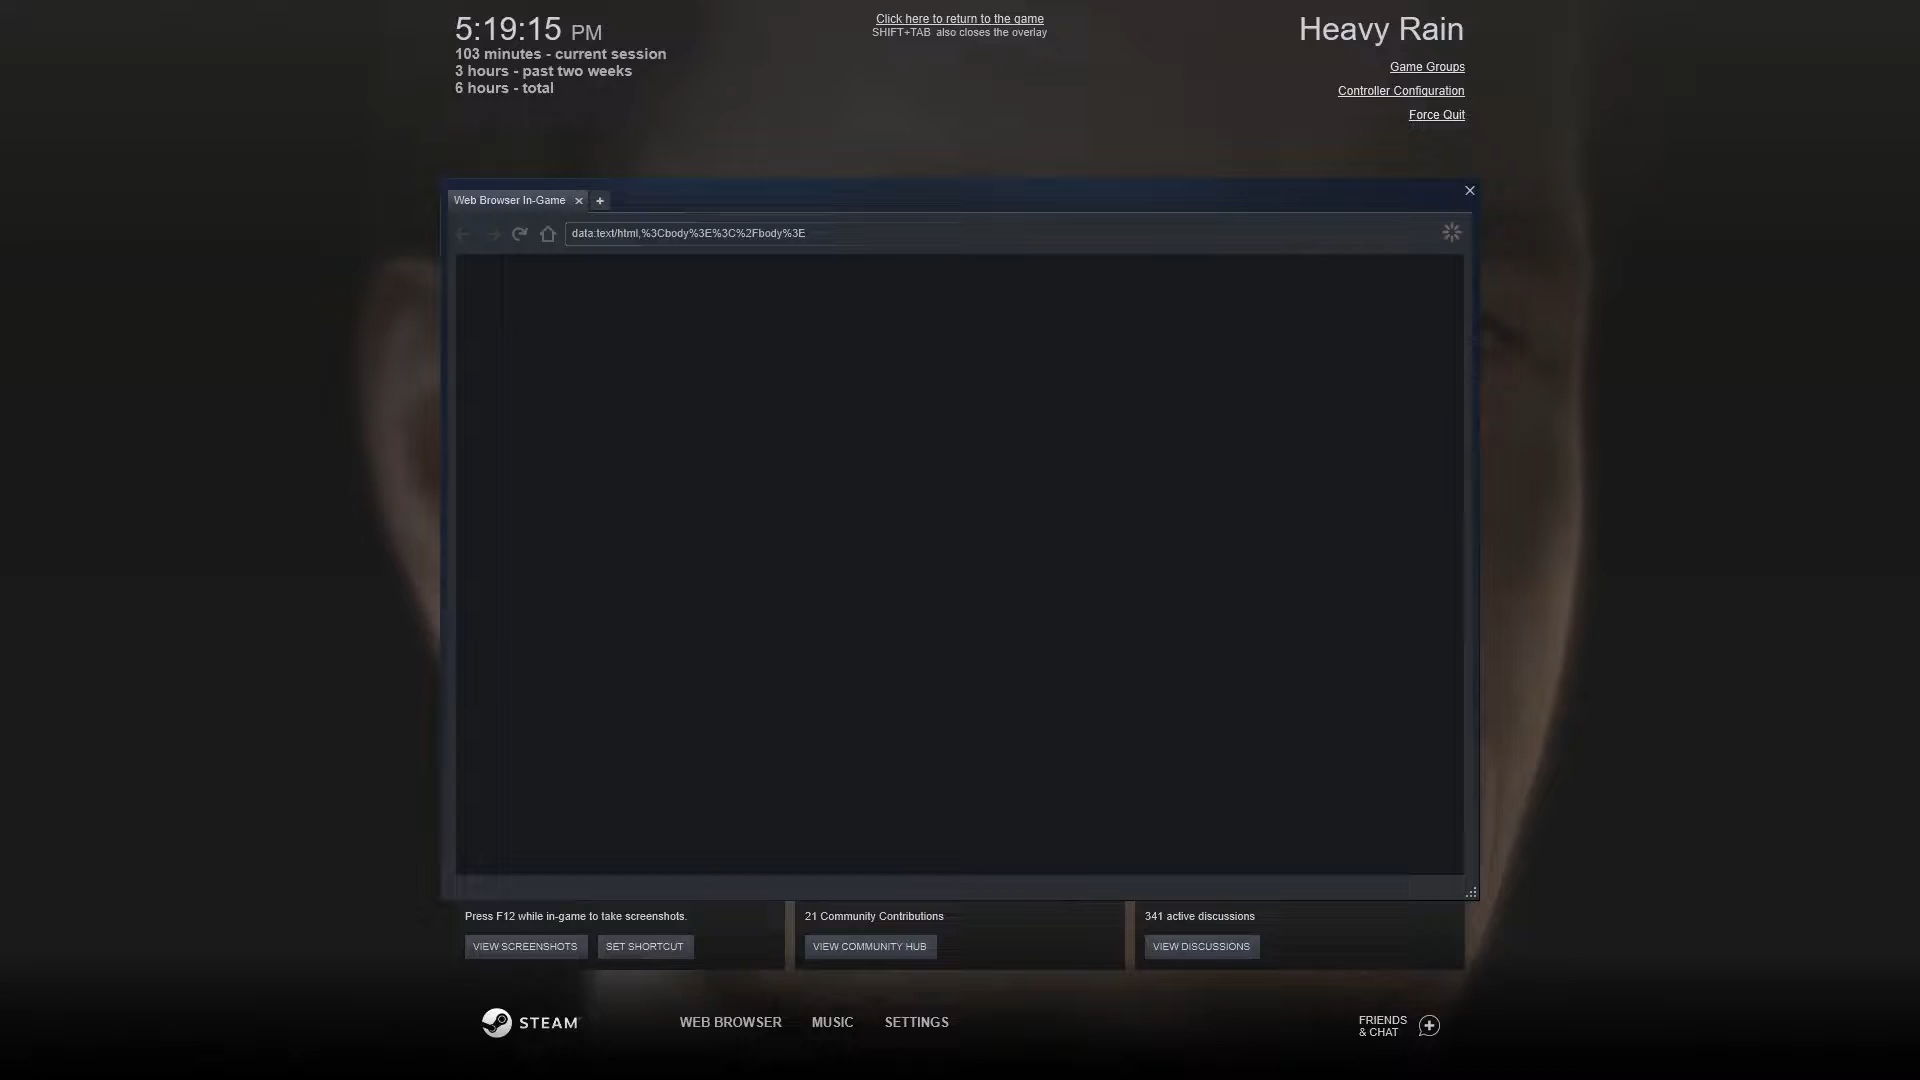 5:19:15 PM
103 minutes - current session
3 hours - past two weeks
6 hours - total
Click here to return to the game
SHIFT+TAB also closes the overlay
Heavy Rain
Game Groups
Controller Configuration
Force Quit
Web Browser In-Game
data:text/html,%3Cbody%3E%3C%2Fbody%3E
Press F12 while in-game to take screenshots.
VIEW SCREENSHOTS
SET SHORTCUT
21 Community Contributions
VIEW COMMUNITY HUB
341 active discussions
VIEW DISCUSSIONS
STEAM
WEB BROWSER
MUSIC
SETTINGS
FRIENDS
& CHAT